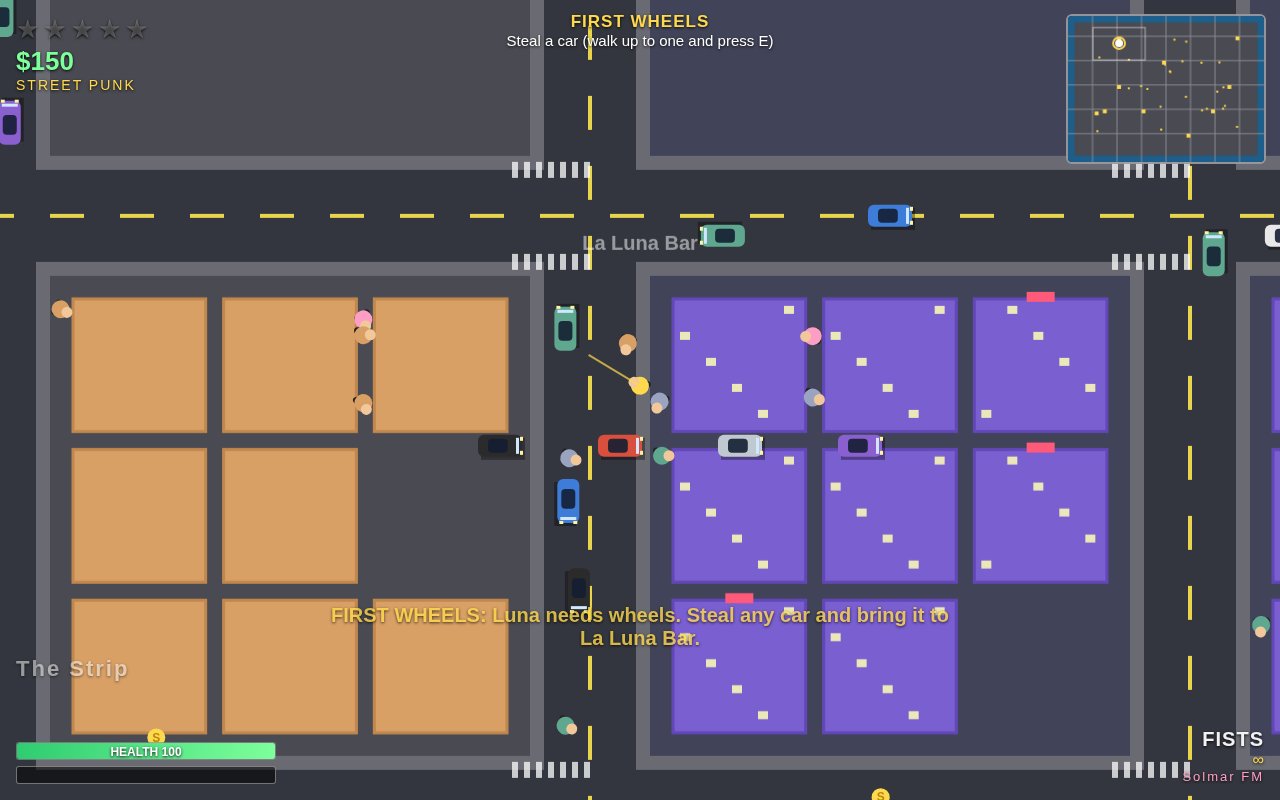 FIRST WHEELS
Steal a car (walk up to one and press E)
$150
STREET PUNK
La Luna Bar
FIRST WHEELS: Luna needs wheels. Steal any car and bring it to
La Luna Bar.
The Strip
S
HEALTH 100
FISTS
∞
Solmar FM
S